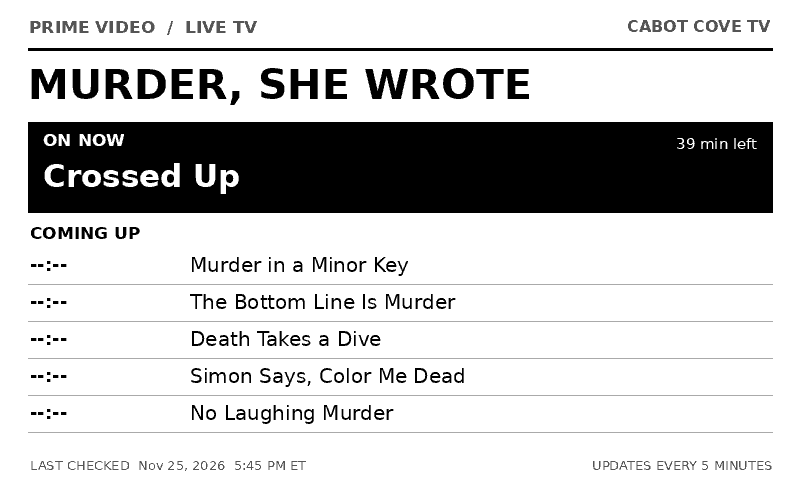 PRIME VIDEO / LIVE TV
CABOT COVE TV
MURDER, SHE WROTE
ON NOW
39 min left
Crossed Up
COMING UP
--:-- Murder in a Minor Key
--:-- The Bottom Line Is Murder
--:-- Death Takes a Dive
--:-- Simon Says, Color Me Dead
--:-- No Laughing Murder
LAST CHECKED Nov 25, 2026 5:45 PM ET
UPDATES EVERY 5 MINUTES